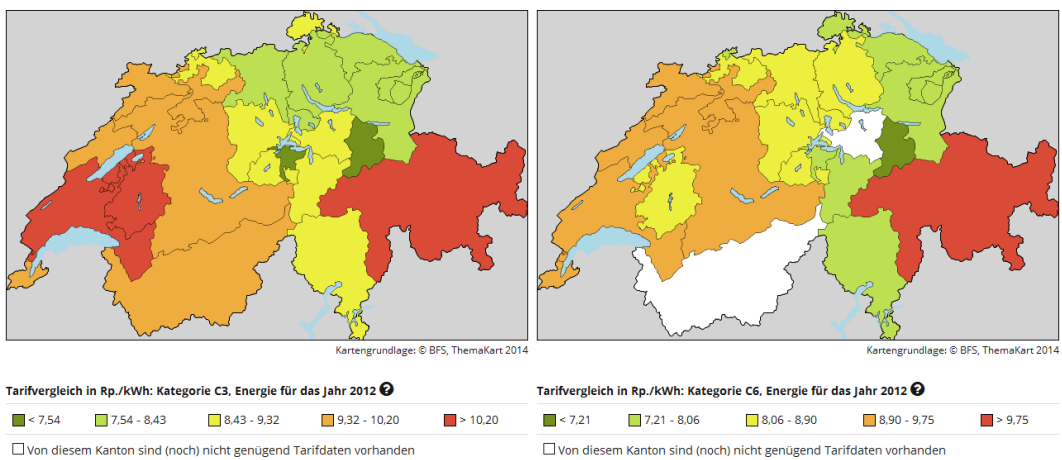 Kartengrundlage: © BFS, ThemaKart 2014
Tarifvergleich in Rp./kWh: Kategorie C3, Energie für das Jahr 2012 ?
< 7,54
7,54 - 8,43
8,43 - 9,32
9,32 - 10,20
> 10,20
Von diesem Kanton sind (noch) nicht genügend Tarifdaten vorhanden
Kartengrundlage: © BFS, ThemaKart 2014
Tarifvergleich in Rp./kWh: Kategorie C6, Energie für das Jahr 2012 ?
< 7,21
7,21 - 8,06
8,06 - 8,90
8,90 - 9,75
> 9,75
Von diesem Kanton sind (noch) nicht genügend Tarifdaten vorhanden